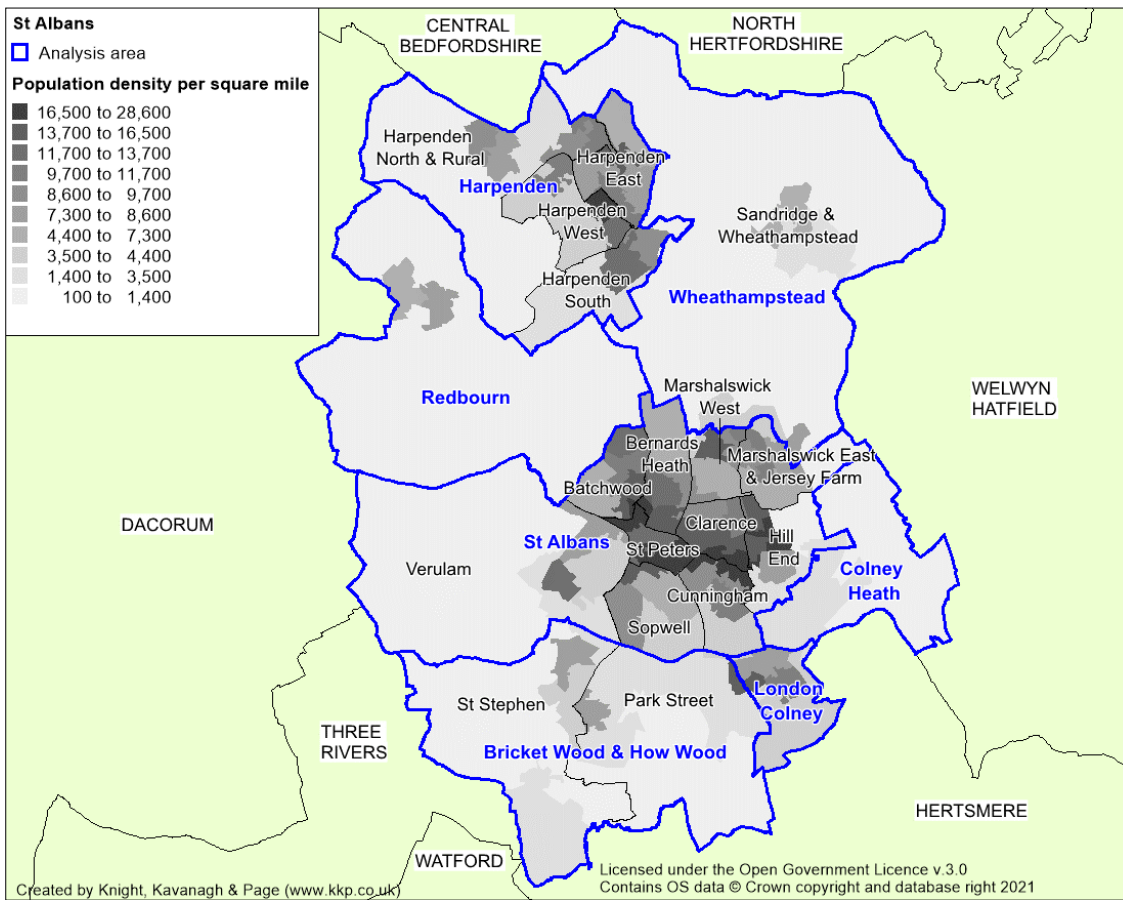 St Albans
Analysis area
Population density per square mile
16,500 to 28,600
13,700 to 16,500
11,700 to 13,700
9,700 to 11,700
8,600 to 9,700
7,300 to 8,600
4,400 to 7,300
3,500 to 4,400
1,400 to 3,500
100 to 1,400
CENTRAL
BEDFORDSHIRE
NORTH
HERTFORDSHIRE
Harpenden
North & Rural
Harpenden
East
Harpenden
Harpenden
West
Sandridge &
Wheathampstead
Harpenden
South
Wheathampstead
Redbourn
Marshalswick
West
WELWYN
HATFIELD
Bernards
Heath
Marshalswick East
& Jersey Farm
Batchwood
DACORUM
Clarence
St Albans
St Peters
Hill
End
Verulam
Colney
Heath
Cunningham
Sopwell
St Stephen
Park Street
London
Colney
THREE
RIVERS
Bricket Wood & How Wood
HERTSMERE
WATFORD
Created by Knight, Kavanagh & Page (www.kkp.co.uk)
Licensed under the Open Government Licence v.3.0
Contains OS data © Crown copyright and database right 2021